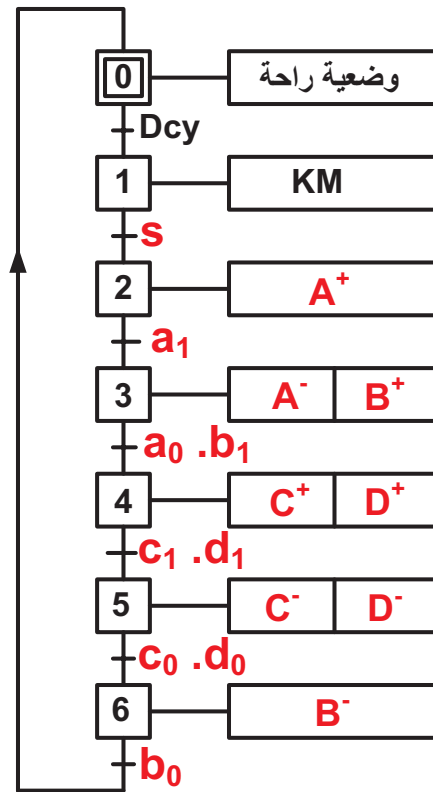 0 وضعية راحة
Dcy
1 KM
s
2 A⁺
a₁
3 A⁻ B⁺
a₀ .b₁
4 C⁺ D⁺
c₁ .d₁
5 C⁻ D⁻
c₀ .d₀
6 B⁻
b₀